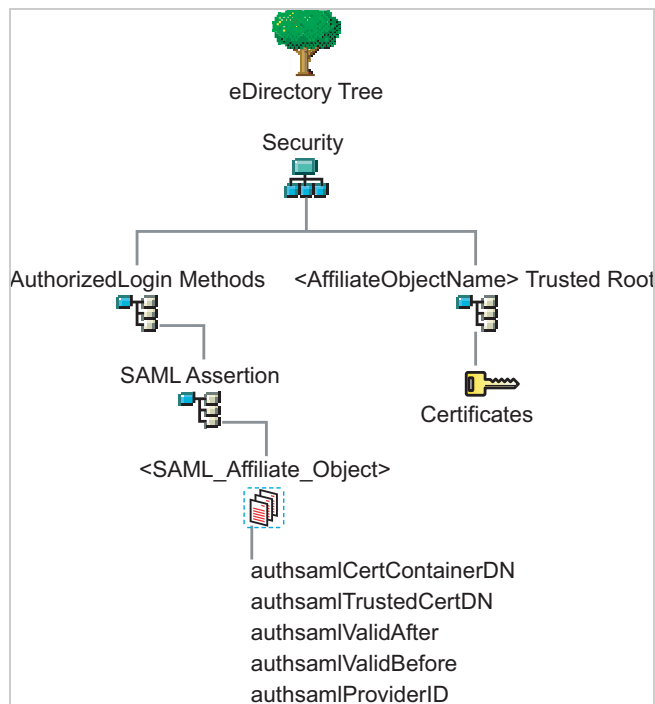 eDirectory Tree
Security
AuthorizedLogin Methods
<AffiliateObjectName> Trusted Root
SAML Assertion
Certificates
<SAML_Affiliate_Object>
authsamlCertContainerDN
authsamlTrustedCertDN
authsamlValidAfter
authsamlValidBefore
authsamlProviderID